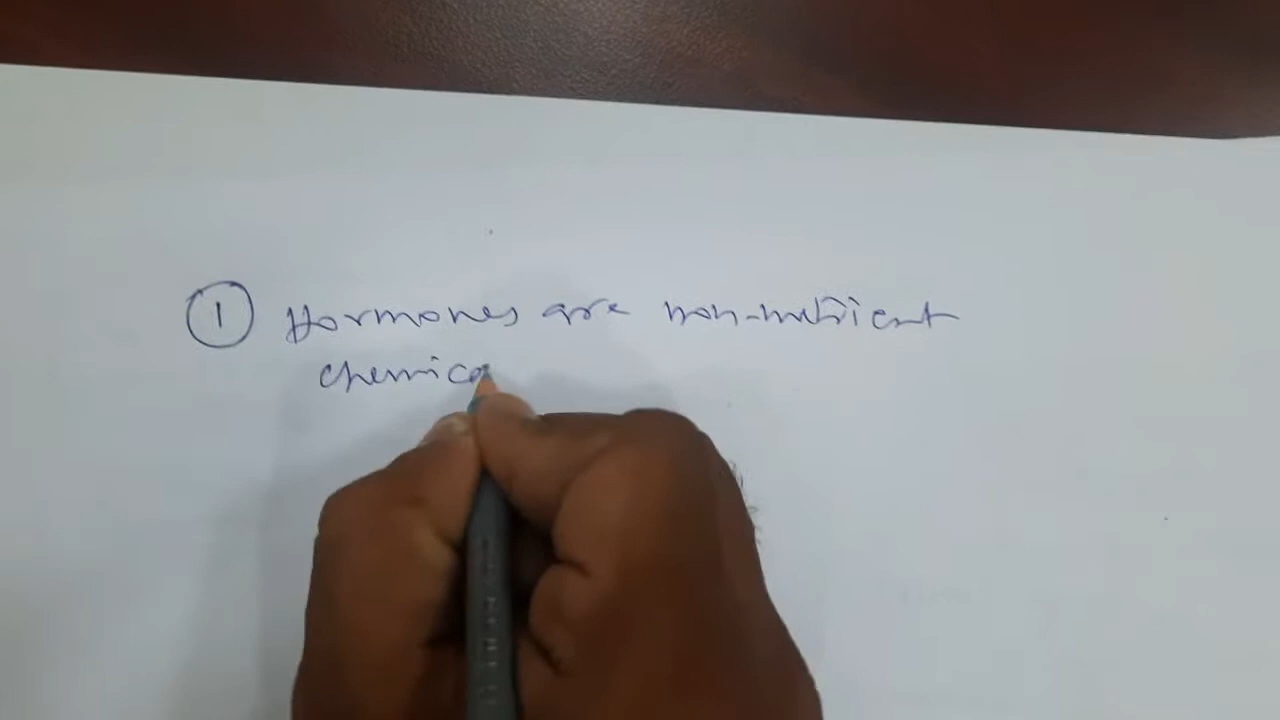 ① Hormones are non-nutrient
chemica